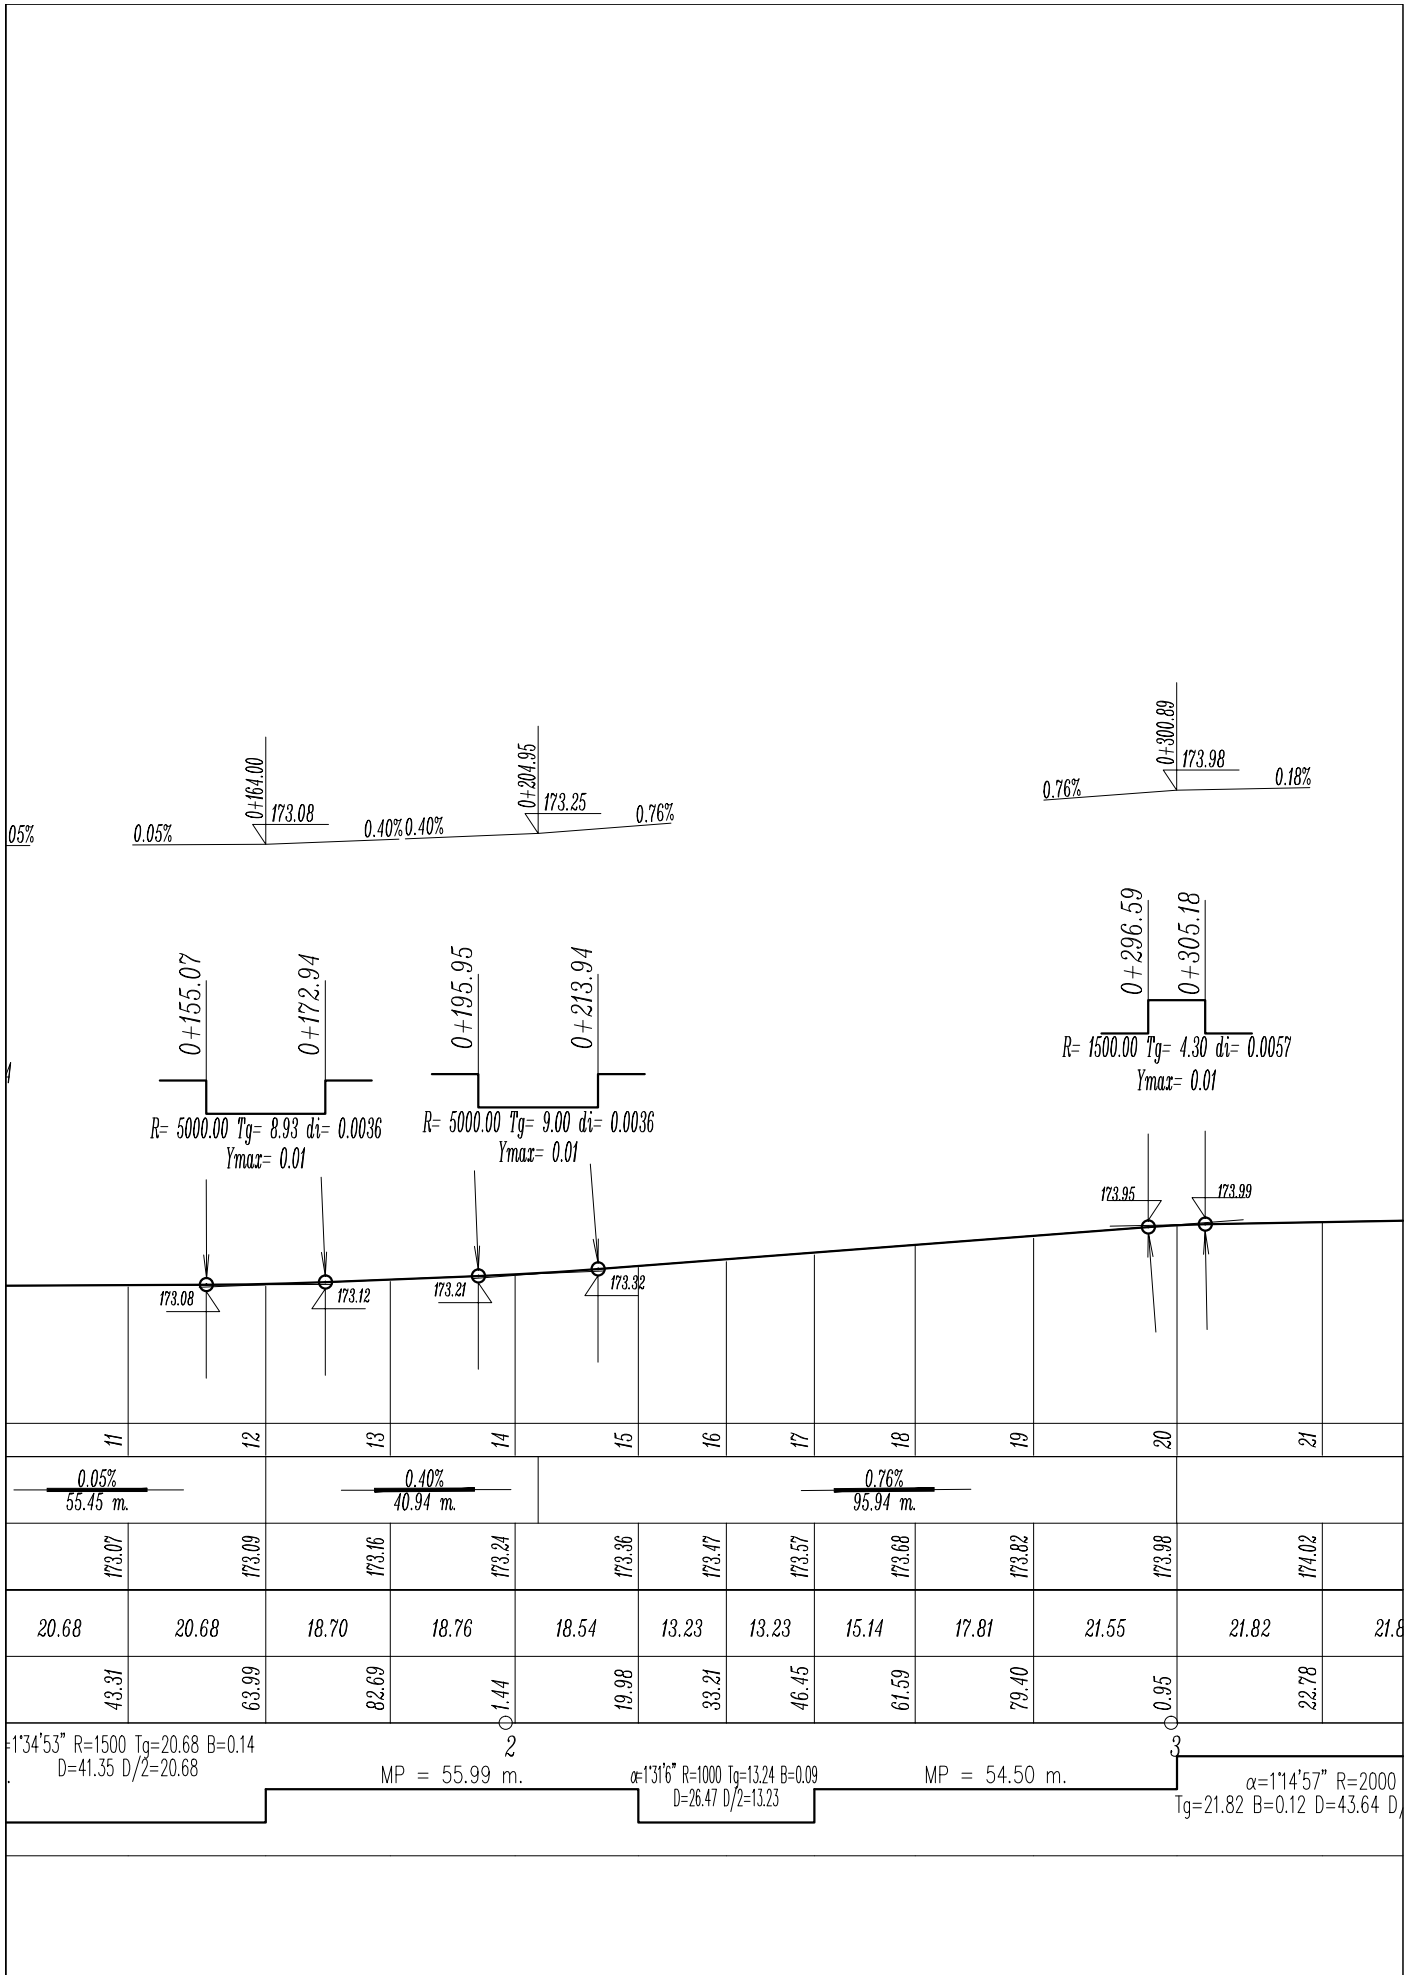 0+300.89
173.98
0.76%
0.18%
0+164.00
173.08
0+204.95
173.25
05%
0.05%
0.40%
0.40%
0.76%
0+155.07
0+172.94
0+195.95
0+213.94
0+296.59
0+305.18
R= 1500.00 Tg= 4.30 di= 0.0057
Ymax= 0.01
R= 5000.00 Tg= 8.93 di= 0.0036
Ymax= 0.01
R= 5000.00 Tg= 9.00 di= 0.0036
Ymax= 0.01
173.95
173.99
173.08
173.12
173.21
173.32
11 12 13 14 15 16 17 18 19 20 21
0.05% 0.40% 0.76%
55.45 m. 40.94 m. 95.94 m.
173.07 173.09 173.16 173.24 173.36 173.47 173.57 173.68 173.82 173.98 174.02
20.68 20.68 18.70 18.76 18.54 13.23 13.23 15.14 17.81 21.55 21.82 21.8
43.31 63.99 82.69 1.44 19.98 33.21 46.45 61.59 79.40 0.95 22.78
2 3
=1°34'53" R=1500 Tg=20.68 B=0.14
D=41.35 D/2=20.68
MP = 55.99 m.
α=1°31'6" R=1000 Tg=13.24 B=0.09
D=26.47 D/2=13.23
MP = 54.50 m.
α=1°14'57" R=2000
Tg=21.82 B=0.12 D=43.64 D/